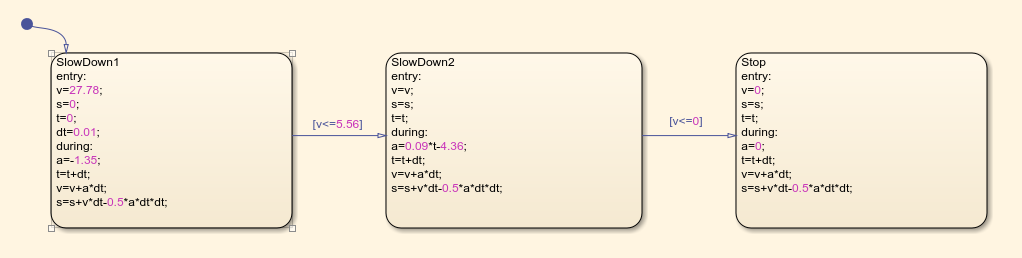 SlowDown1
entry:
v=27.78;
s=0;
t=0;
dt=0.01;
during:
a=-1.35;
t=t+dt;
v=v+a*dt;
s=s+v*dt-0.5*a*dt*dt;
[v<=5.56]
SlowDown2
entry:
v=v;
s=s;
t=t;
during:
a=0.09*t-4.36;
t=t+dt;
v=v+a*dt;
s=s+v*dt-0.5*a*dt*dt;
[v<=0]
Stop
entry:
v=0;
s=s;
t=t;
during:
a=0;
t=t+dt;
v=v+a*dt;
s=s+v*dt-0.5*a*dt*dt;